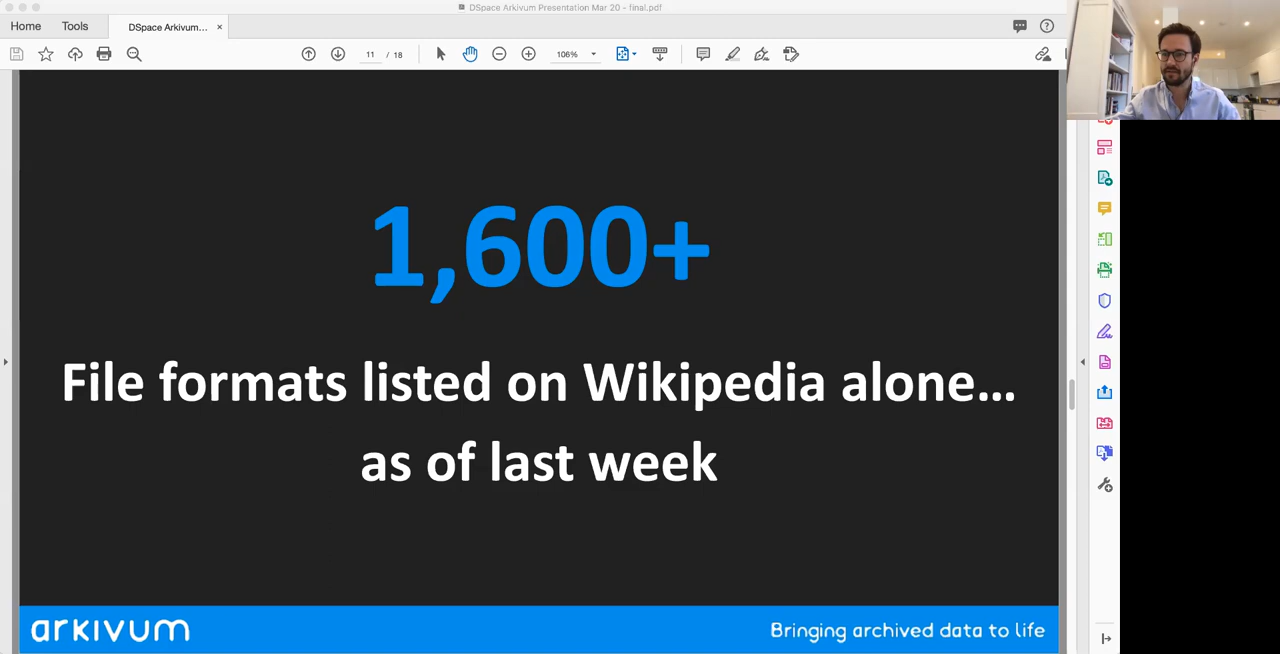 DSpace Arkivum Presentation Mar 20 - final.pdf
Home Tools DSpace Arkivum... ×
11 / 18 106%
1,600+
File formats listed on Wikipedia alone...
as of last week
arkivum Bringing archived data to life